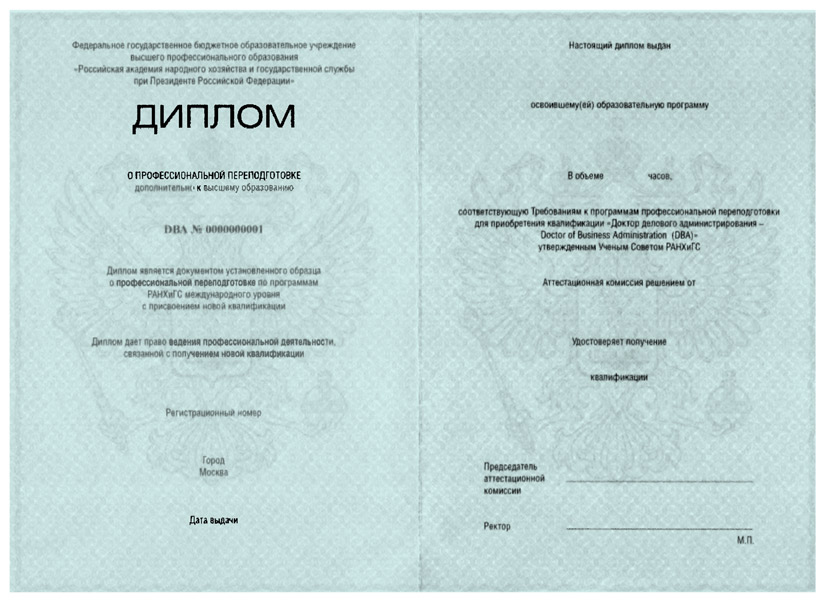 Федеральное государственное бюджетное образовательное учреждение
высшего профессионального образования
«Российская академия народного хозяйства и государственной службы
при Президенте Российской Федерации»
ДИПЛОМ
О ПРОФЕССИОНАЛЬНОЙ ПЕРЕПОДГОТОВКЕ
дополнительный к высшему образованию
DBA № 0000000001
Диплом является документом установленного образца
о профессиональной переподготовке по программам
РАНХиГС международного уровня
с присвоением новой квалификации
Диплом дает право ведения профессиональной деятельности,
связанной с получением новой квалификации
Регистрационный номер
Город
Москва
Дата выдачи
Настоящий диплом выдан
освоившему(ей) образовательную программу
В объеме часов,
соответствующую Требованиям к программам профессиональной переподготовки
для приобретения квалификации «Доктор делового администрирования –
Doctor of Business Administration (DBA)»
утвержденным Ученым Советом РАНХиГС
Аттестационная комиссия решением от
Удостоверяет получение
квалификации
Председатель
аттестационной
комиссии
Ректор
М.П.